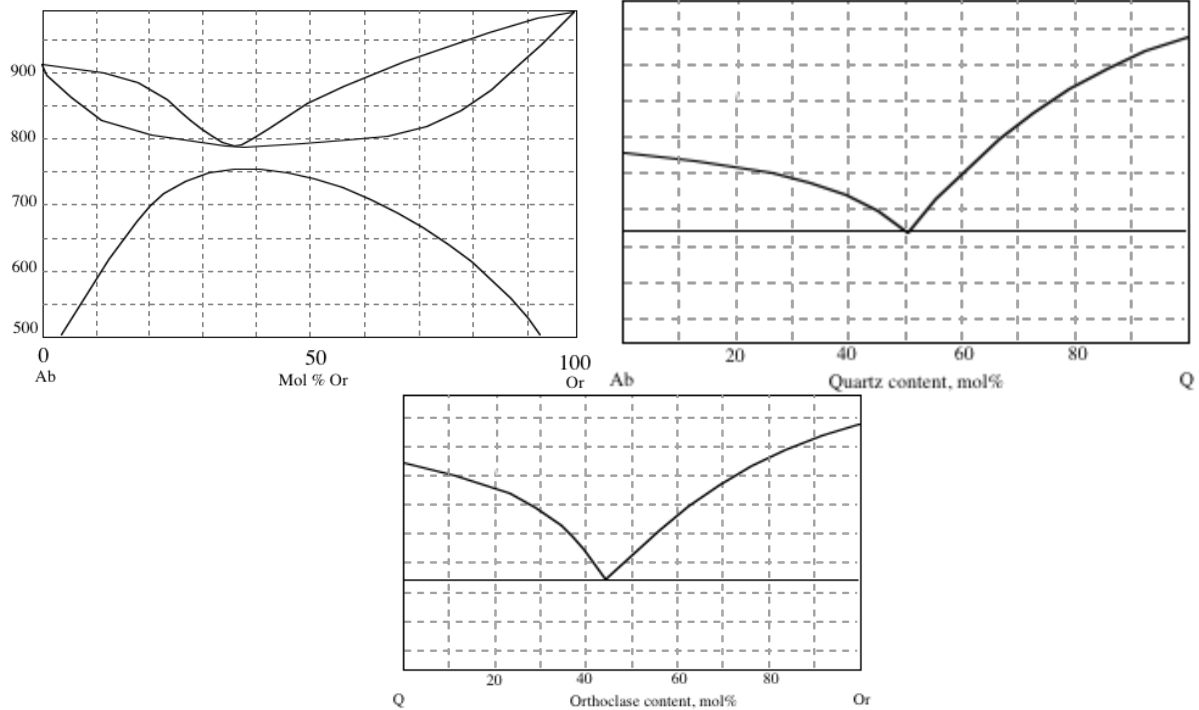 900
800
700
600
500
0
50
100
Ab
Mol % Or
Or
20
40
60
80
Ab
Quartz content, mol%
Q
20
40
60
80
Q
Orthoclase content, mol%
Or